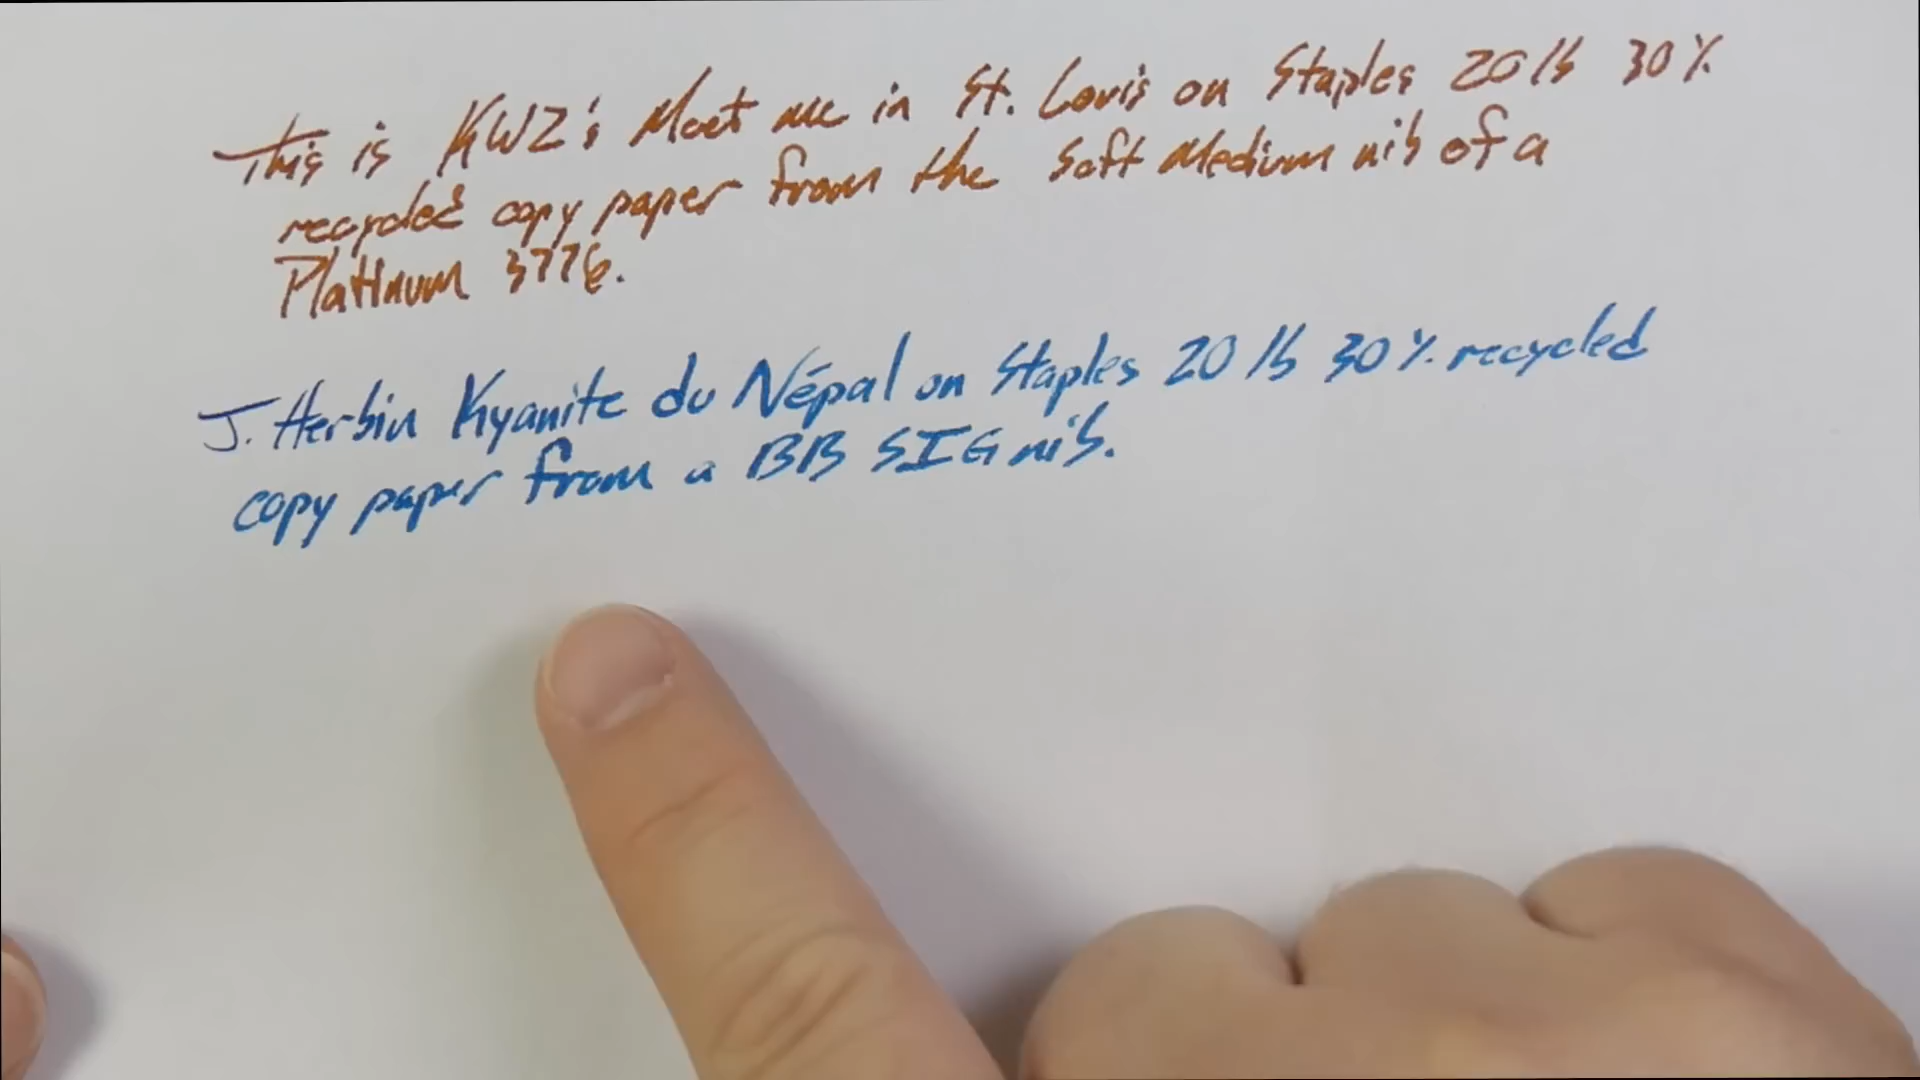 This is KWZ's Meet me in St. Louis on Staples 20 lb 30%
recycled copy paper from the Soft Medium nib of a
Platinum 3776.
J. Herbin Kyanite du Népal on Staples 20 lb 30% recycled
copy paper from a BB SIG nib.